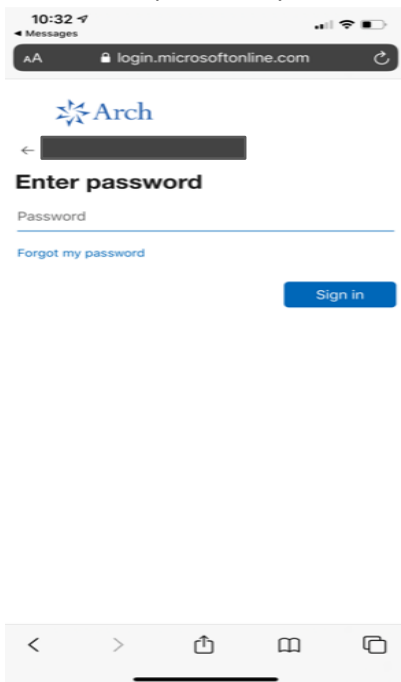 10:32
◄ Messages
AA login.microsoftonline.com
Arch
Enter password
Password
Forgot my password
Sign in